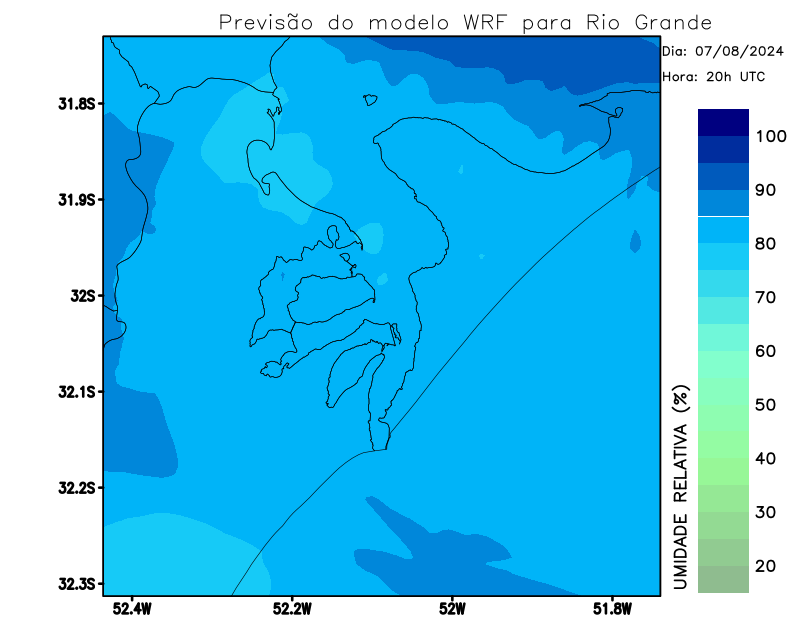 Previsão do modelo WRF para Rio Grande
Dia: 07/08/2024
Hora: 20h UTC
31.8S
31.9S
32S
32.1S
32.2S
32.3S
52.4W
52.2W
52W
51.8W
100
90
80
70
60
50
40
30
20
UMIDADE RELATIVA (%)